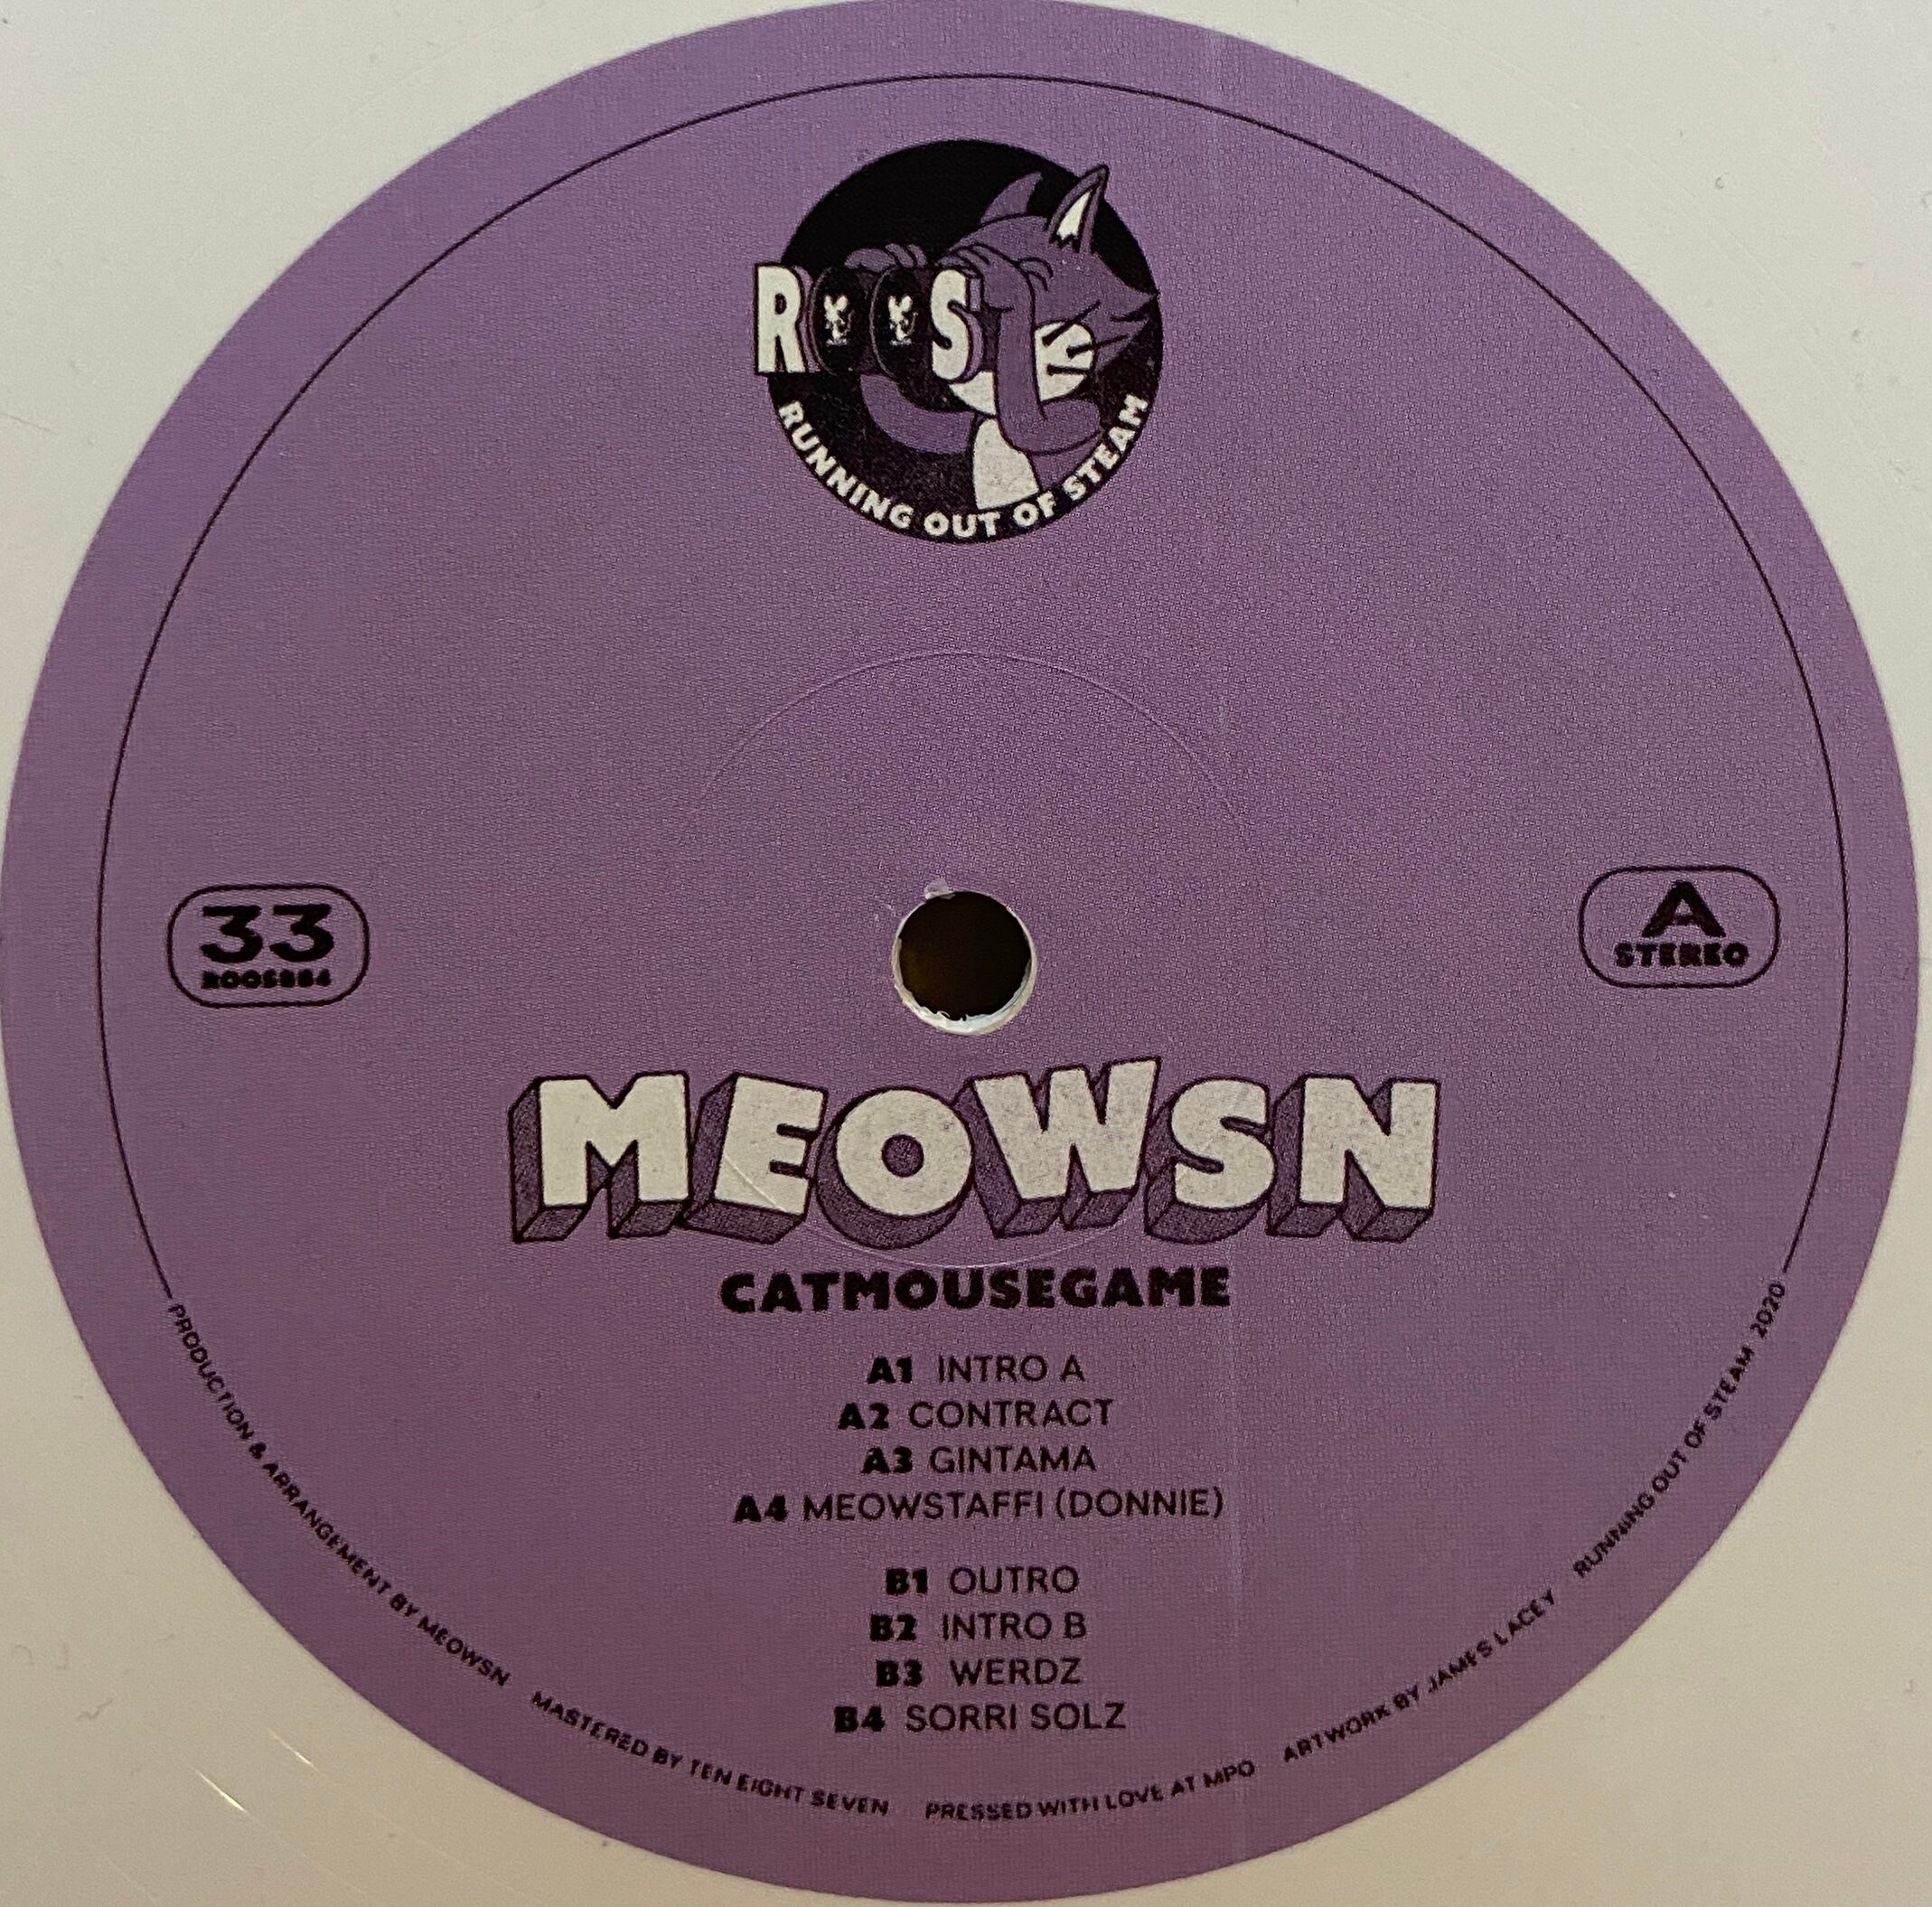 ROOS
RUNNING OUT OF STEAM
33
A
STEREO
MEOWSN
CATMOUSEGAME
A1 INTRO A
A2 CONTRACT
A3 GINTAMA
A4 MEOWSTAFFI (DONNIE)
B1 OUTRO
B2 INTRO B
B3 WERDZ
B4 SORRI SOLZ
PRODUCTION & ARRANGEMENT BY MEOWSN MASTERED BY TEN EIGHT SEVEN PRESSED WITH LOVE AT MPO ARTWORK BY JAMES LACEY RUNNING OUT OF STEAM 2020